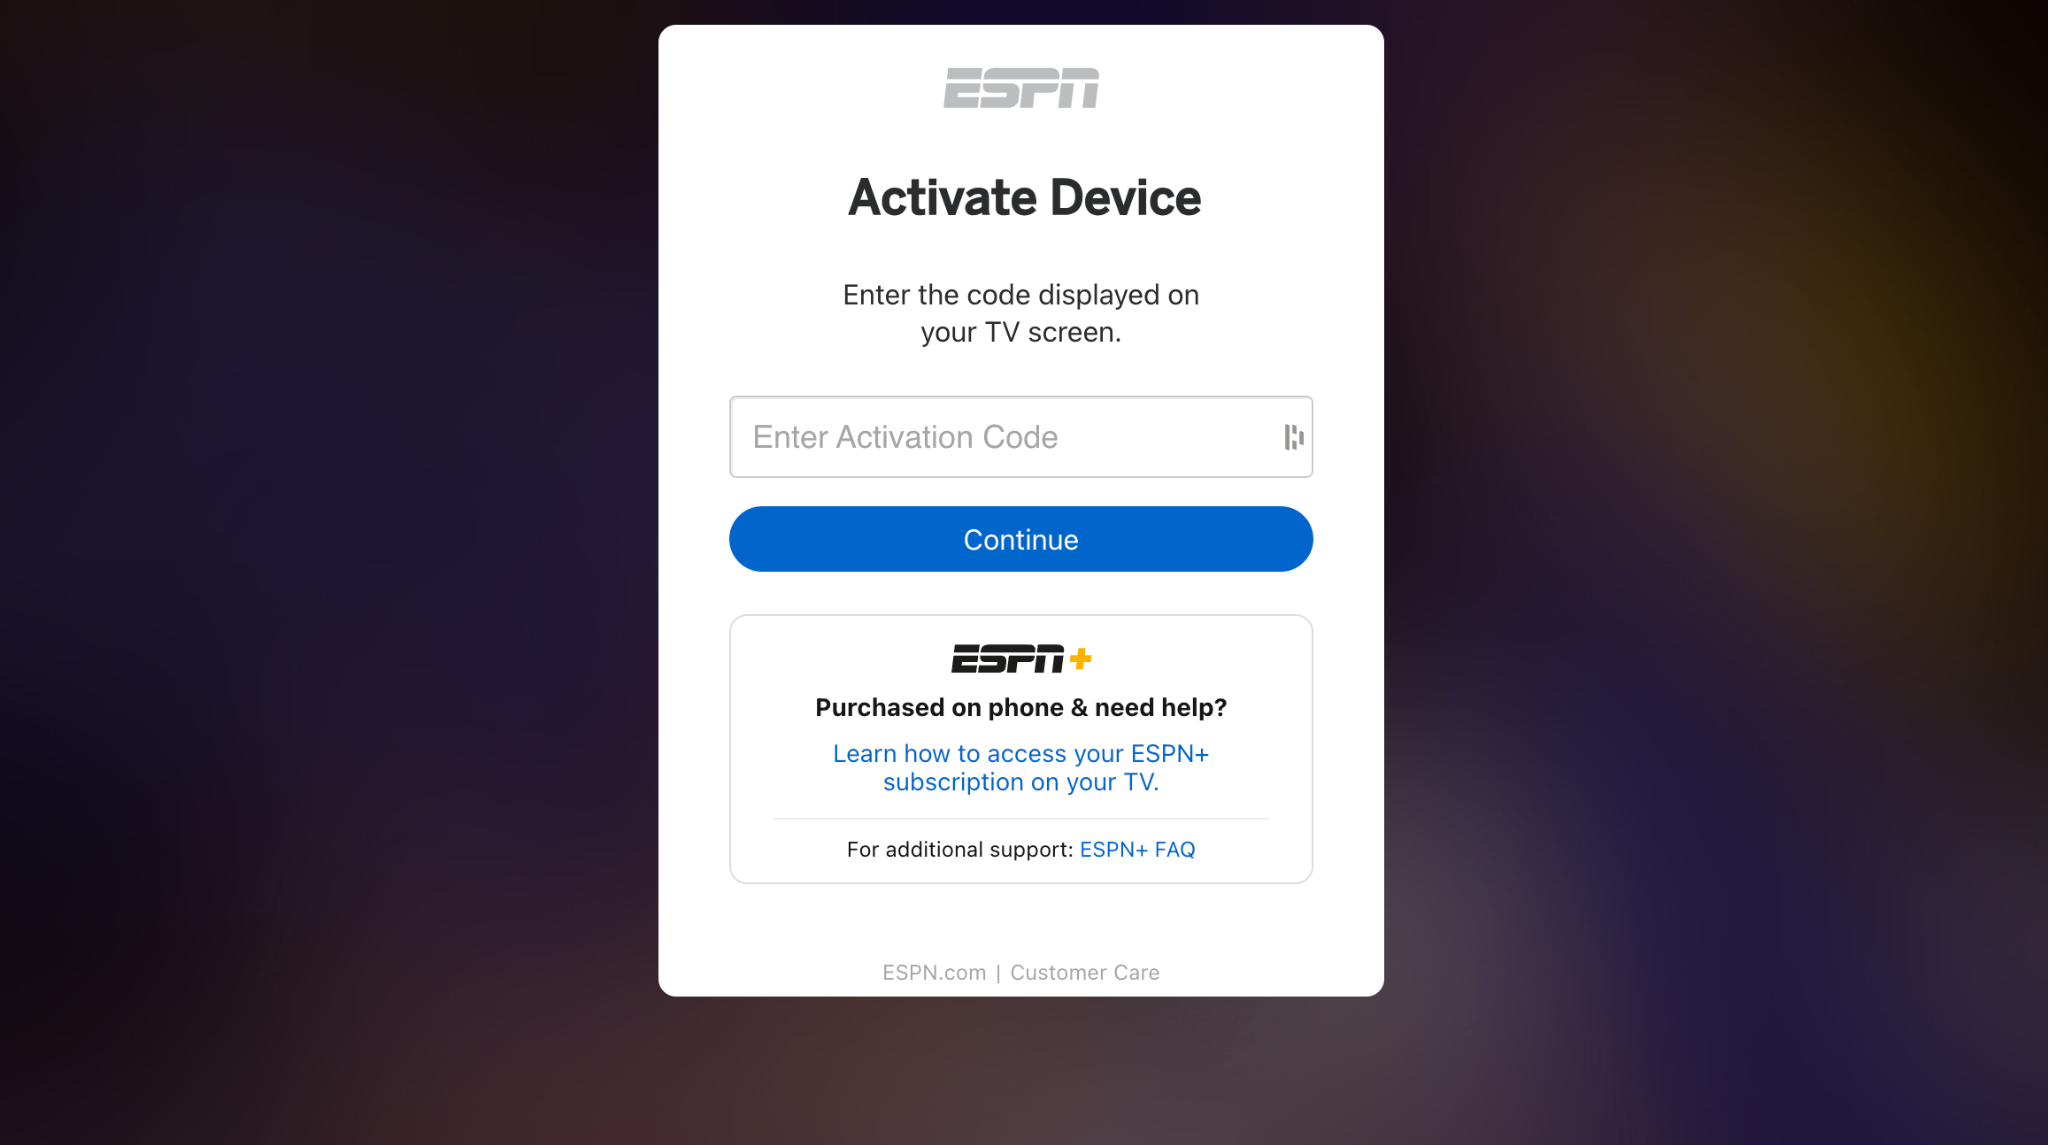 ESPN
Activate Device
Enter the code displayed on
your TV screen.
Enter Activation Code
Continue
ESPN+
Purchased on phone & need help?
Learn how to access your ESPN+
subscription on your TV.
For additional support: ESPN+ FAQ
ESPN.com | Customer Care